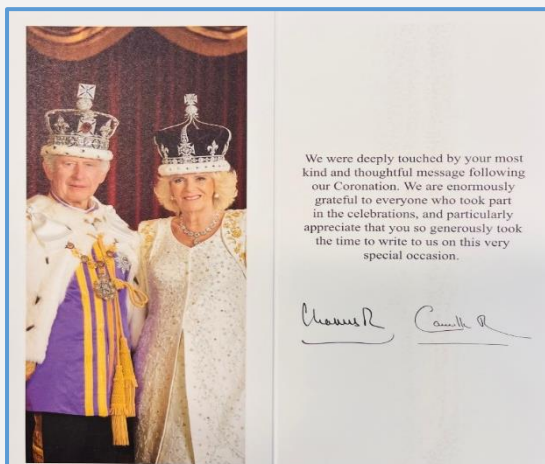 We were deeply touched by your most
kind and thoughtful message following
our Coronation. We are enormously
grateful to everyone who took part
in the celebrations, and particularly
appreciate that you so generously took
the time to write to us on this very
special occasion.
Charles R Camilla R